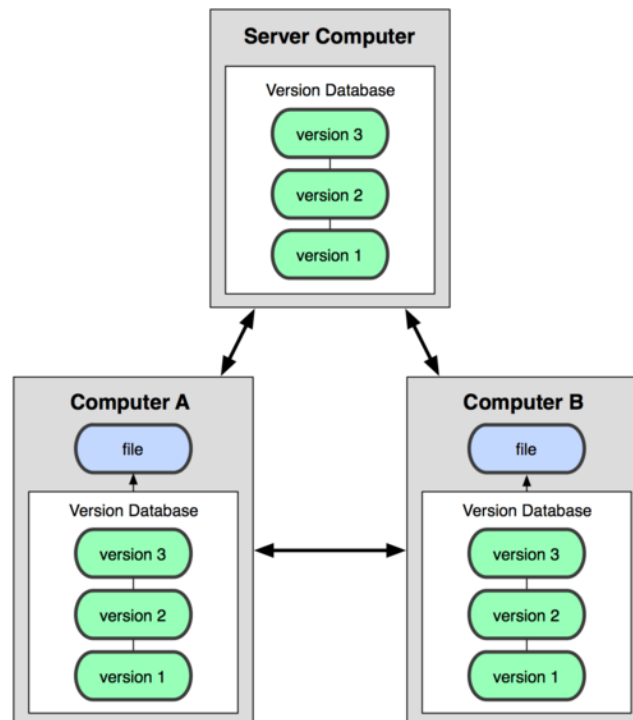 Server Computer
Version Database
version 3
version 2
version 1
Computer A
file
Version Database
version 3
version 2
version 1
Computer B
file
Version Database
version 3
version 2
version 1